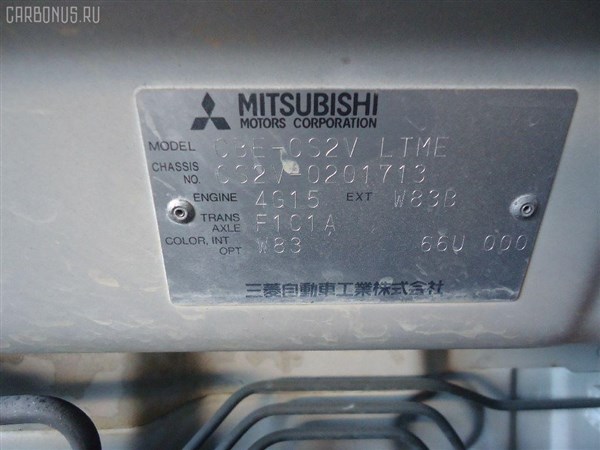 CARBONUS.RU
MITSUBISHI
MOTORS CORPORATION
MODEL CBE-CS2V LTME
CHASSIS NO. CS2V-0201713
ENGINE 4G15 EXT W83B
TRANS AXLE F1C1A
COLOR, INT OPT W83 66U 000
三菱自動車工業株式会社